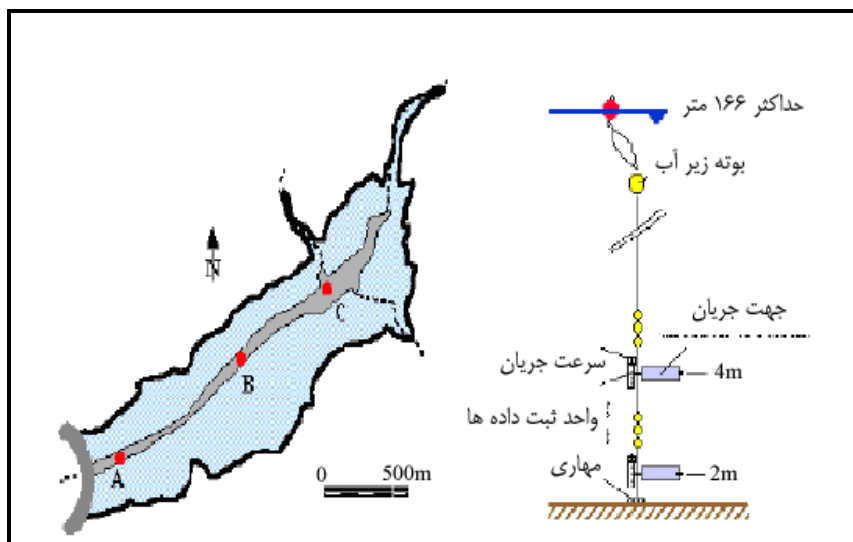 N
A
B
C
0 500m
حداکثر ۱۶۶ متر
بوته زیر آب
جهت جریان
سرعت جریان
4m
واحد ثبت داده ها
مهاری
2m